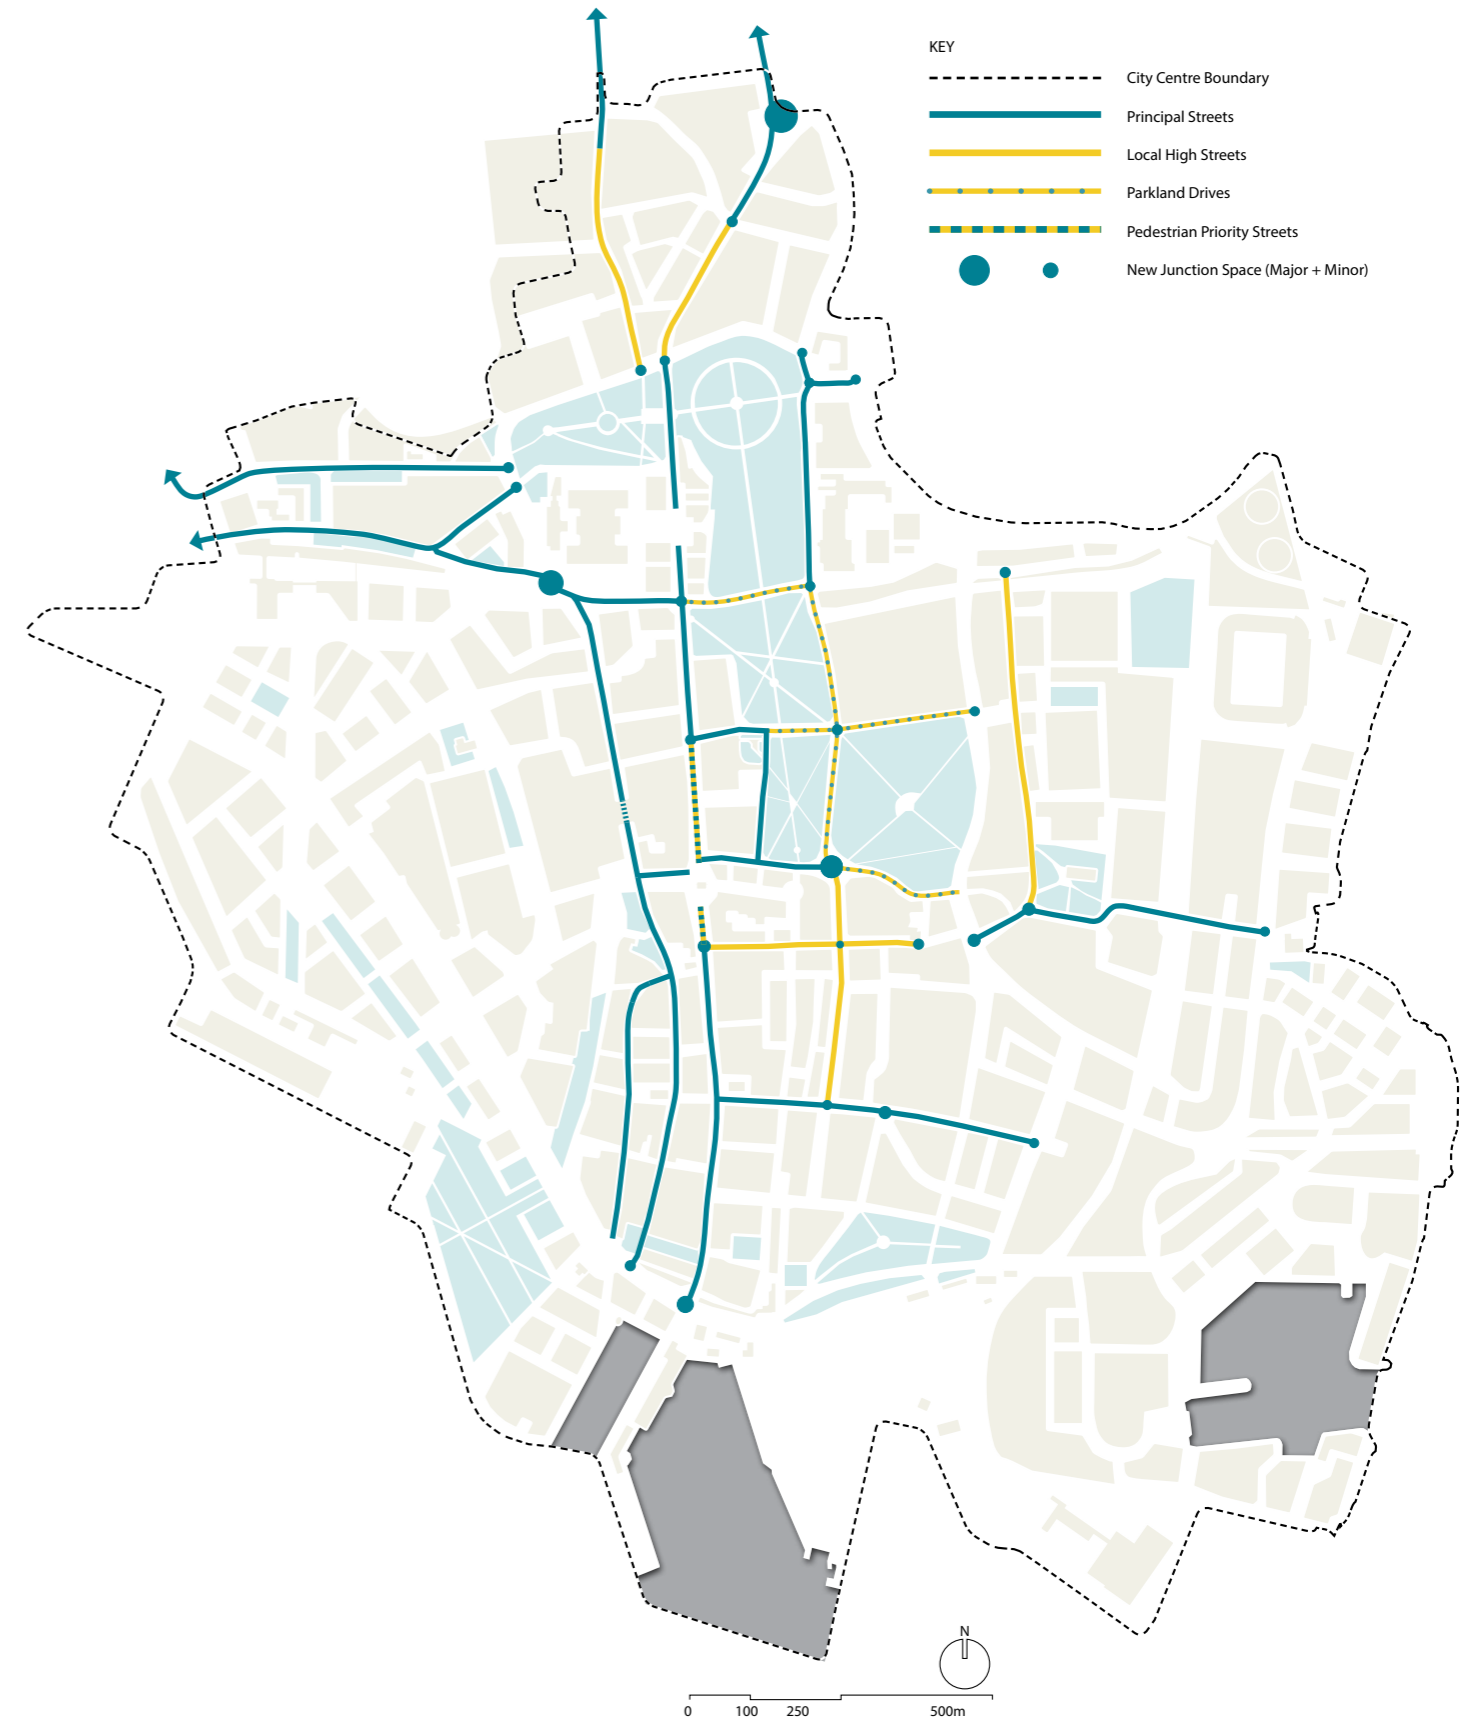 KEY
City Centre Boundary
Principal Streets
Local High Streets
Parkland Drives
Pedestrian Priority Streets
New Junction Space (Major + Minor)
N
0 100 250 500m